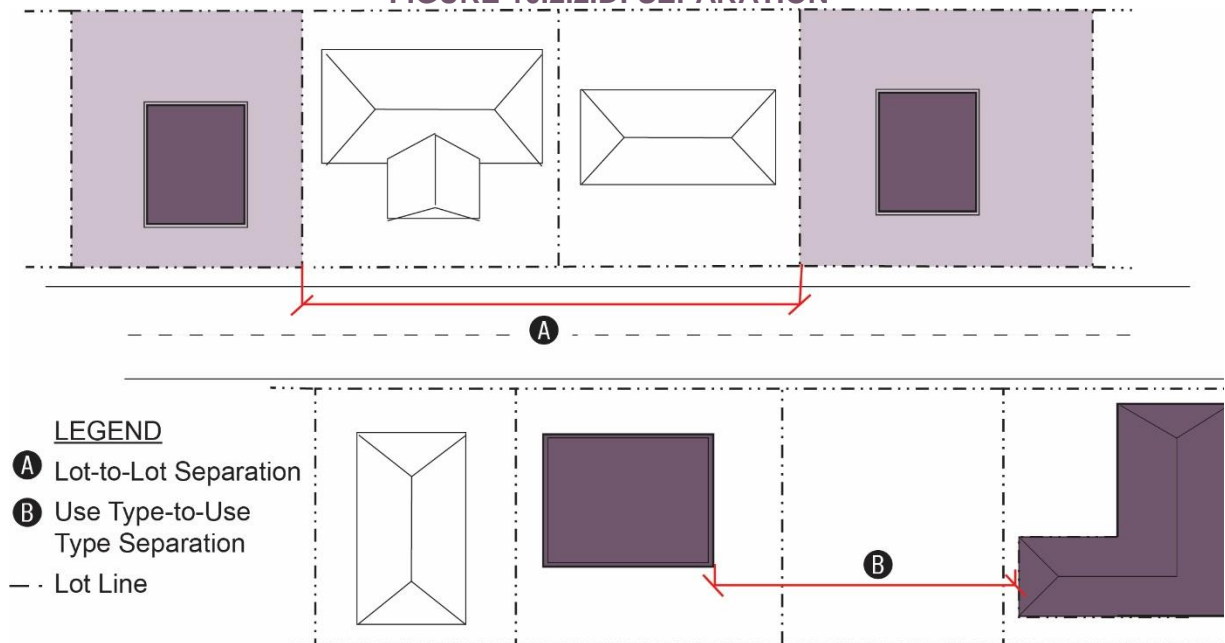 A
B
LEGEND
A Lot-to-Lot Separation
B Use Type-to-Use
Type Separation
Lot Line